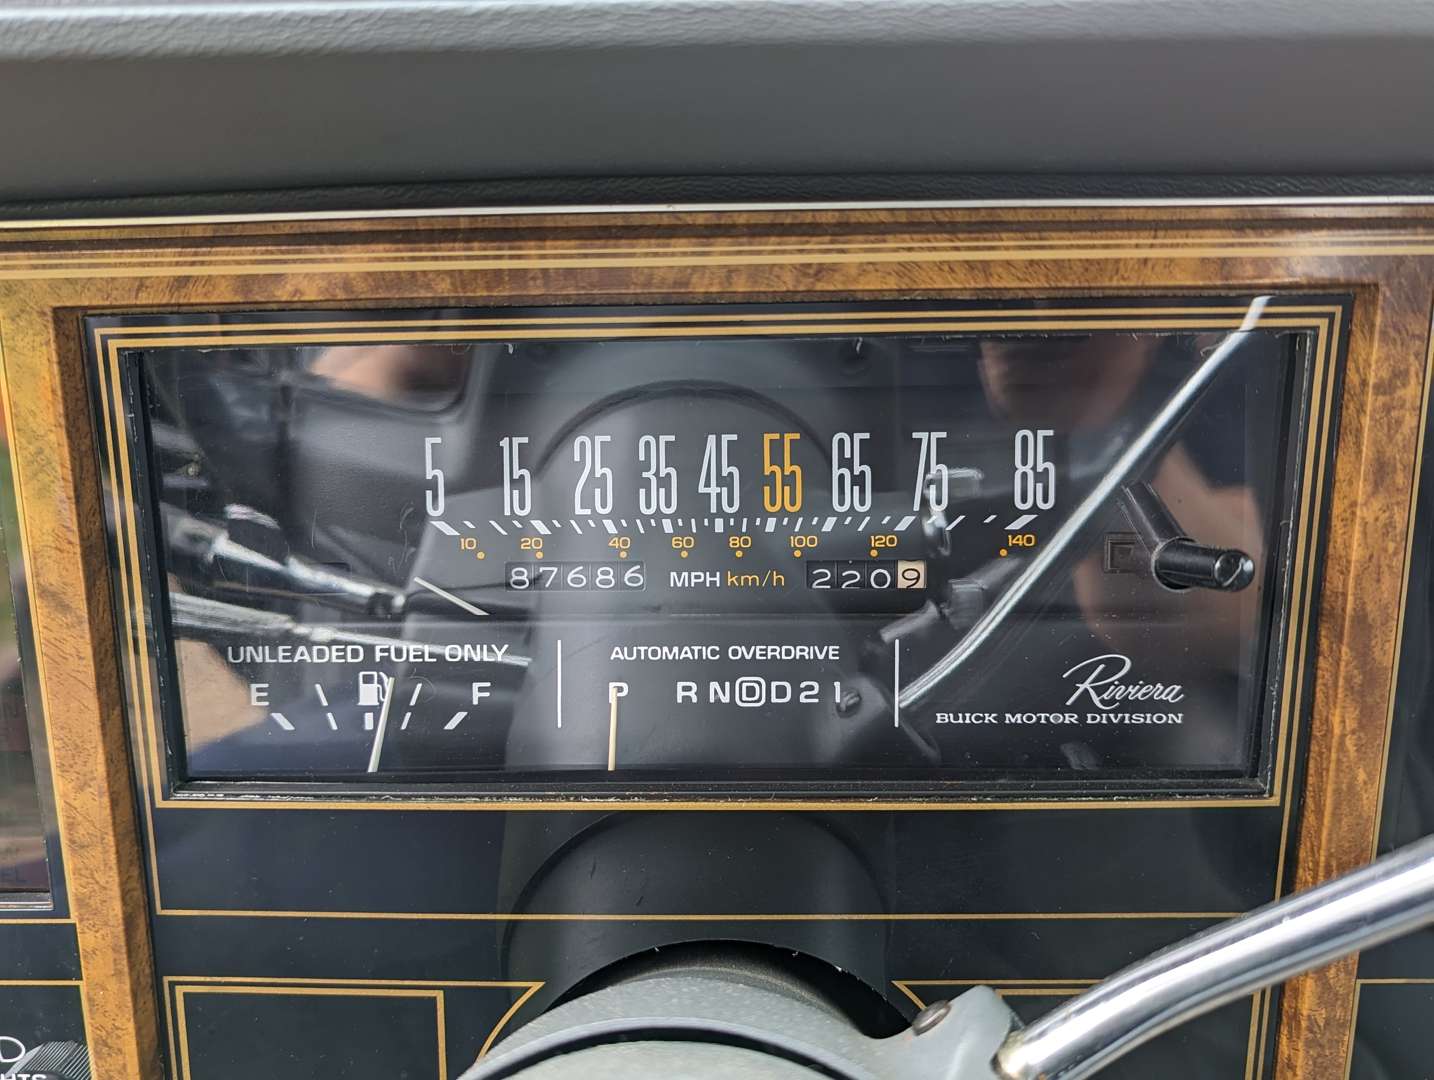 5 15 25 35 45 55 65 75 85
10 20 40 60 80 100 120 140
87686 MPH km/h 2209
UNLEADED FUEL ONLY
E F
AUTOMATIC OVERDRIVE
P R N D D 2 1
Riviera
BUICK MOTOR DIVISION